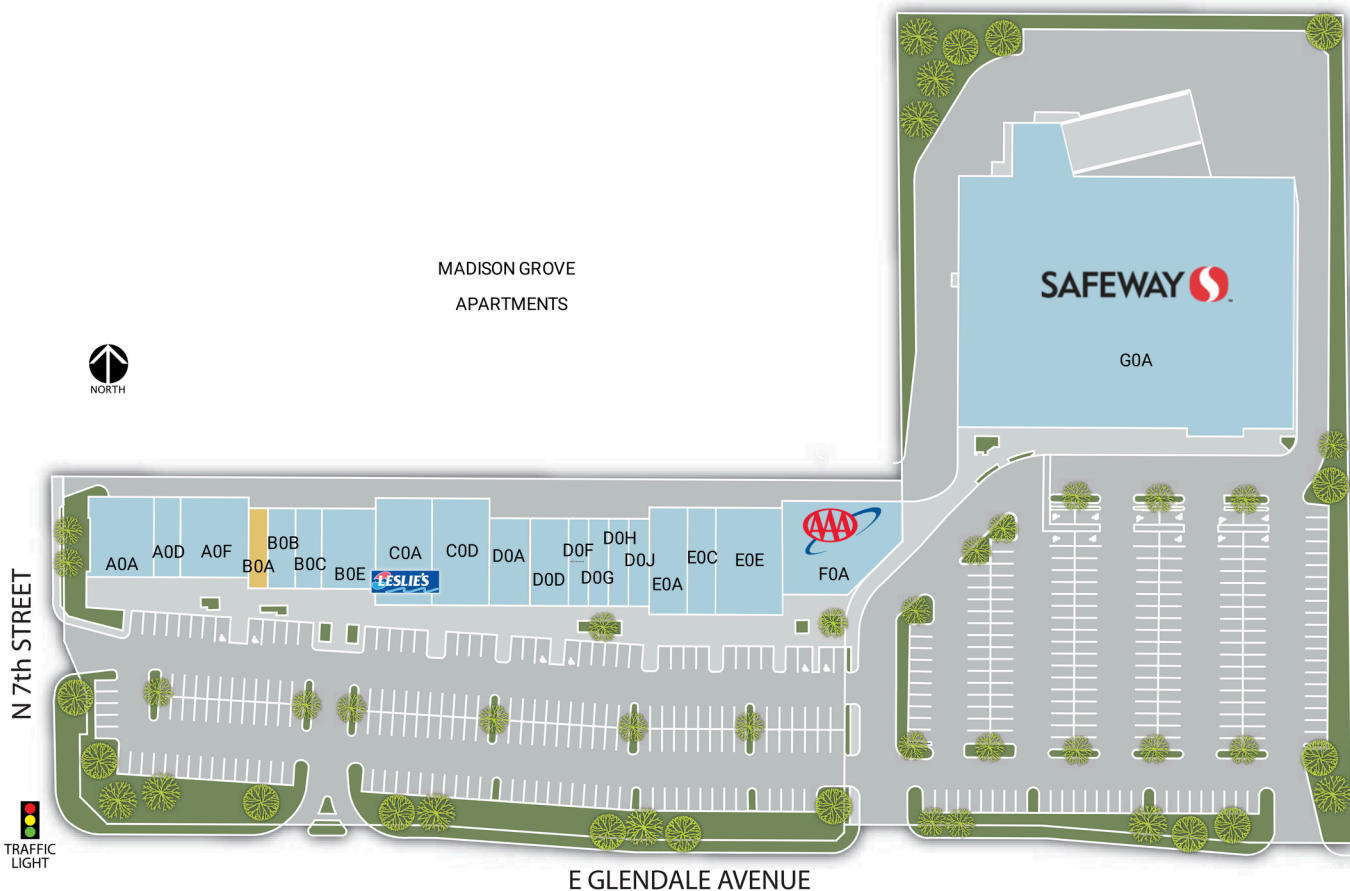 MADISON GROVE
APARTMENTS
SAFEWAY
G0A
NORTH
A0A
A0D
A0F
B0A
B0B
B0C
B0E
C0A
LESLIE'S
C0D
D0A
D0D
D0F
D0G
D0H
D0J
E0A
E0C
E0E
AAA
F0A
N 7th STREET
TRAFFIC
LIGHT
E GLENDALE AVENUE